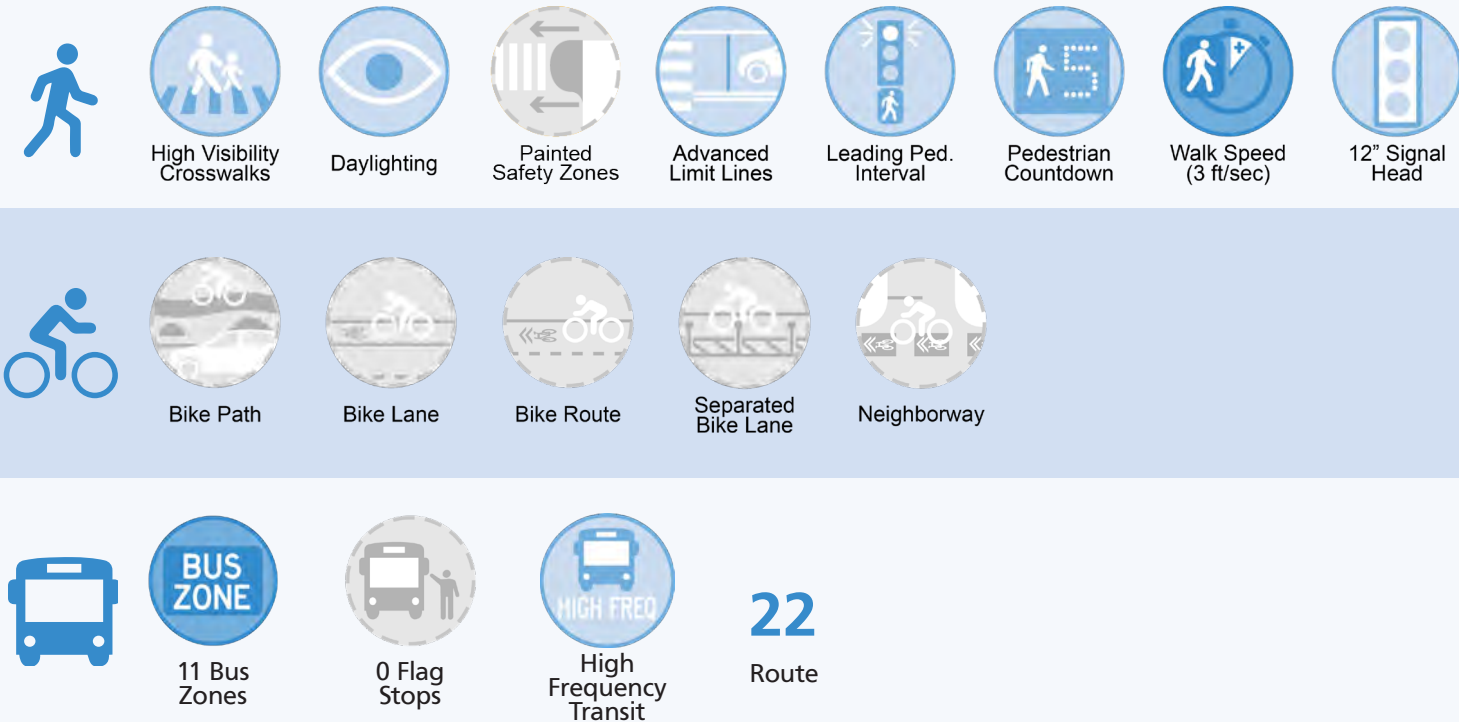 5
High Visibility
Crosswalks
Daylighting
Painted
Safety Zones
Advanced
Limit Lines
Leading Ped.
Interval
Pedestrian
Countdown
Walk Speed
(3 ft/sec)
12” Signal
Head
Bike Path
Bike Lane
Bike Route
Separated
Bike Lane
Neighborway
BUS
ZONE
11 Bus
Zones
0 Flag
Stops
HIGH FREQ
High
Frequency
Transit
22
Route